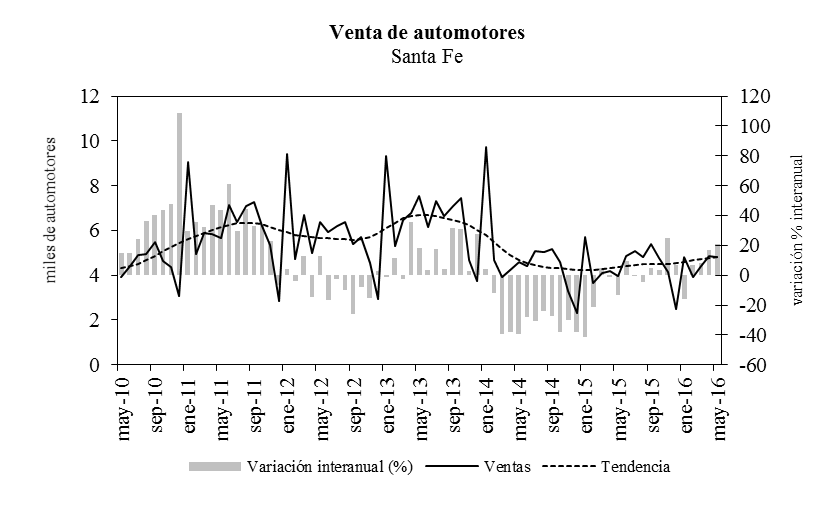 Venta de automotores
Santa Fe
miles de automotores
12
10
8
6
4
2
0
120
100
80
60
40
20
0
-20
-40
-60
variación % interanual
may-10
sep-10
ene-11
may-11
sep-11
ene-12
may-12
sep-12
ene-13
may-13
sep-13
ene-14
may-14
sep-14
ene-15
may-15
sep-15
ene-16
may-16
Variación interanual (%) Ventas Tendencia